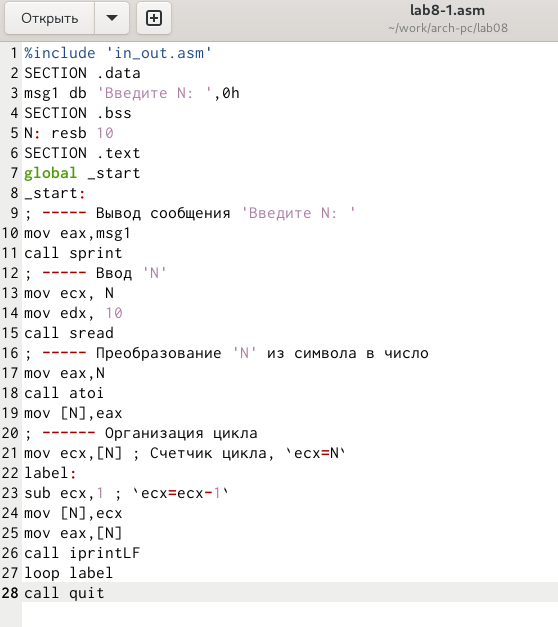 Открыть
lab8-1.asm
~/work/arch-pc/lab08
1 %include 'in_out.asm'
2 SECTION .data
3 msg1 db 'Введите N: ',0h
4 SECTION .bss
5 N: resb 10
6 SECTION .text
7 global _start
8 _start:
9 ; ----- Вывод сообщения 'Введите N: '
10 mov eax,msg1
11 call sprint
12 ; ----- Ввод 'N'
13 mov ecx, N
14 mov edx, 10
15 call sread
16 ; ----- Преобразование 'N' из символа в число
17 mov eax,N
18 call atoi
19 mov [N],eax
20 ; ------ Организация цикла
21 mov ecx,[N] ; Счетчик цикла, `ecx=N`
22 label:
23 sub ecx,1 ; `ecx=ecx-1`
24 mov [N],ecx
25 mov eax,[N]
26 call iprintLF
27 loop label
28 call quit